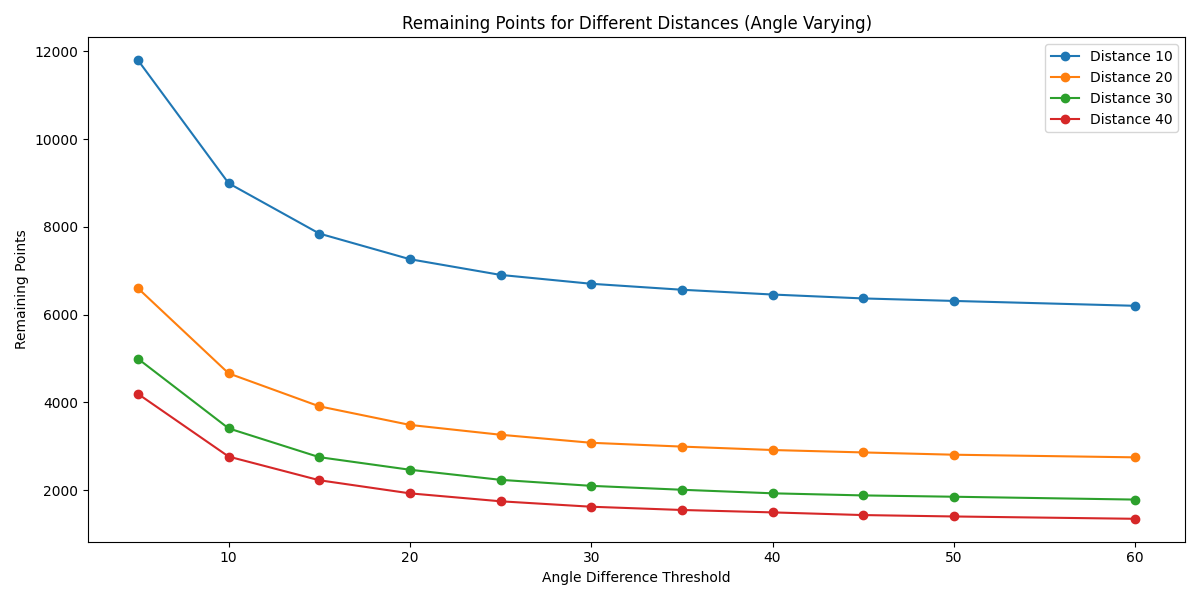 Remaining Points for Different Distances (Angle Varying)
12000
10000
8000
6000
4000
2000
Remaining Points
Distance 10
Distance 20
Distance 30
Distance 40
10 20 30 40 50 60
Angle Difference Threshold